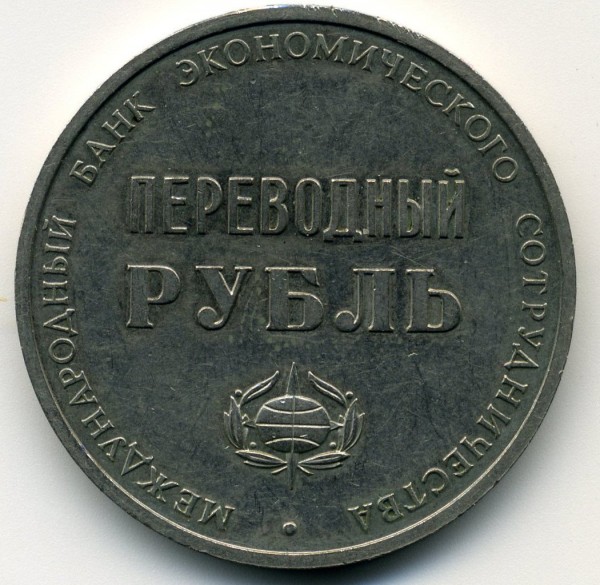 МЕЖДУНАРОДНЫЙ БАНК ЭКОНОМИЧЕСКОГО СОТРУДНИЧЕСТВА
ПЕРЕВОДНЫЙ
РУБЛЬ